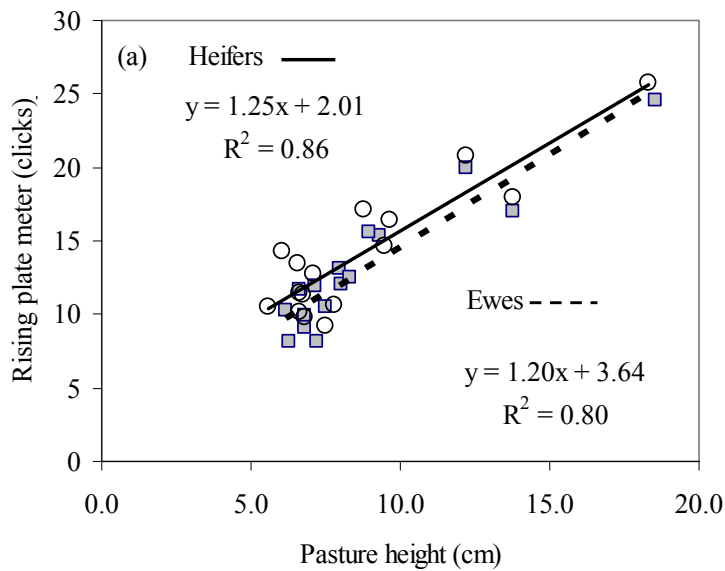 30
25
20
15
10
5
0
Rising plate meter (clicks)
(a) Heifers
y = 1.25x + 2.01
R² = 0.86
Ewes
y = 1.20x + 3.64
R² = 0.80
0.0 5.0 10.0 15.0 20.0
Pasture height (cm)